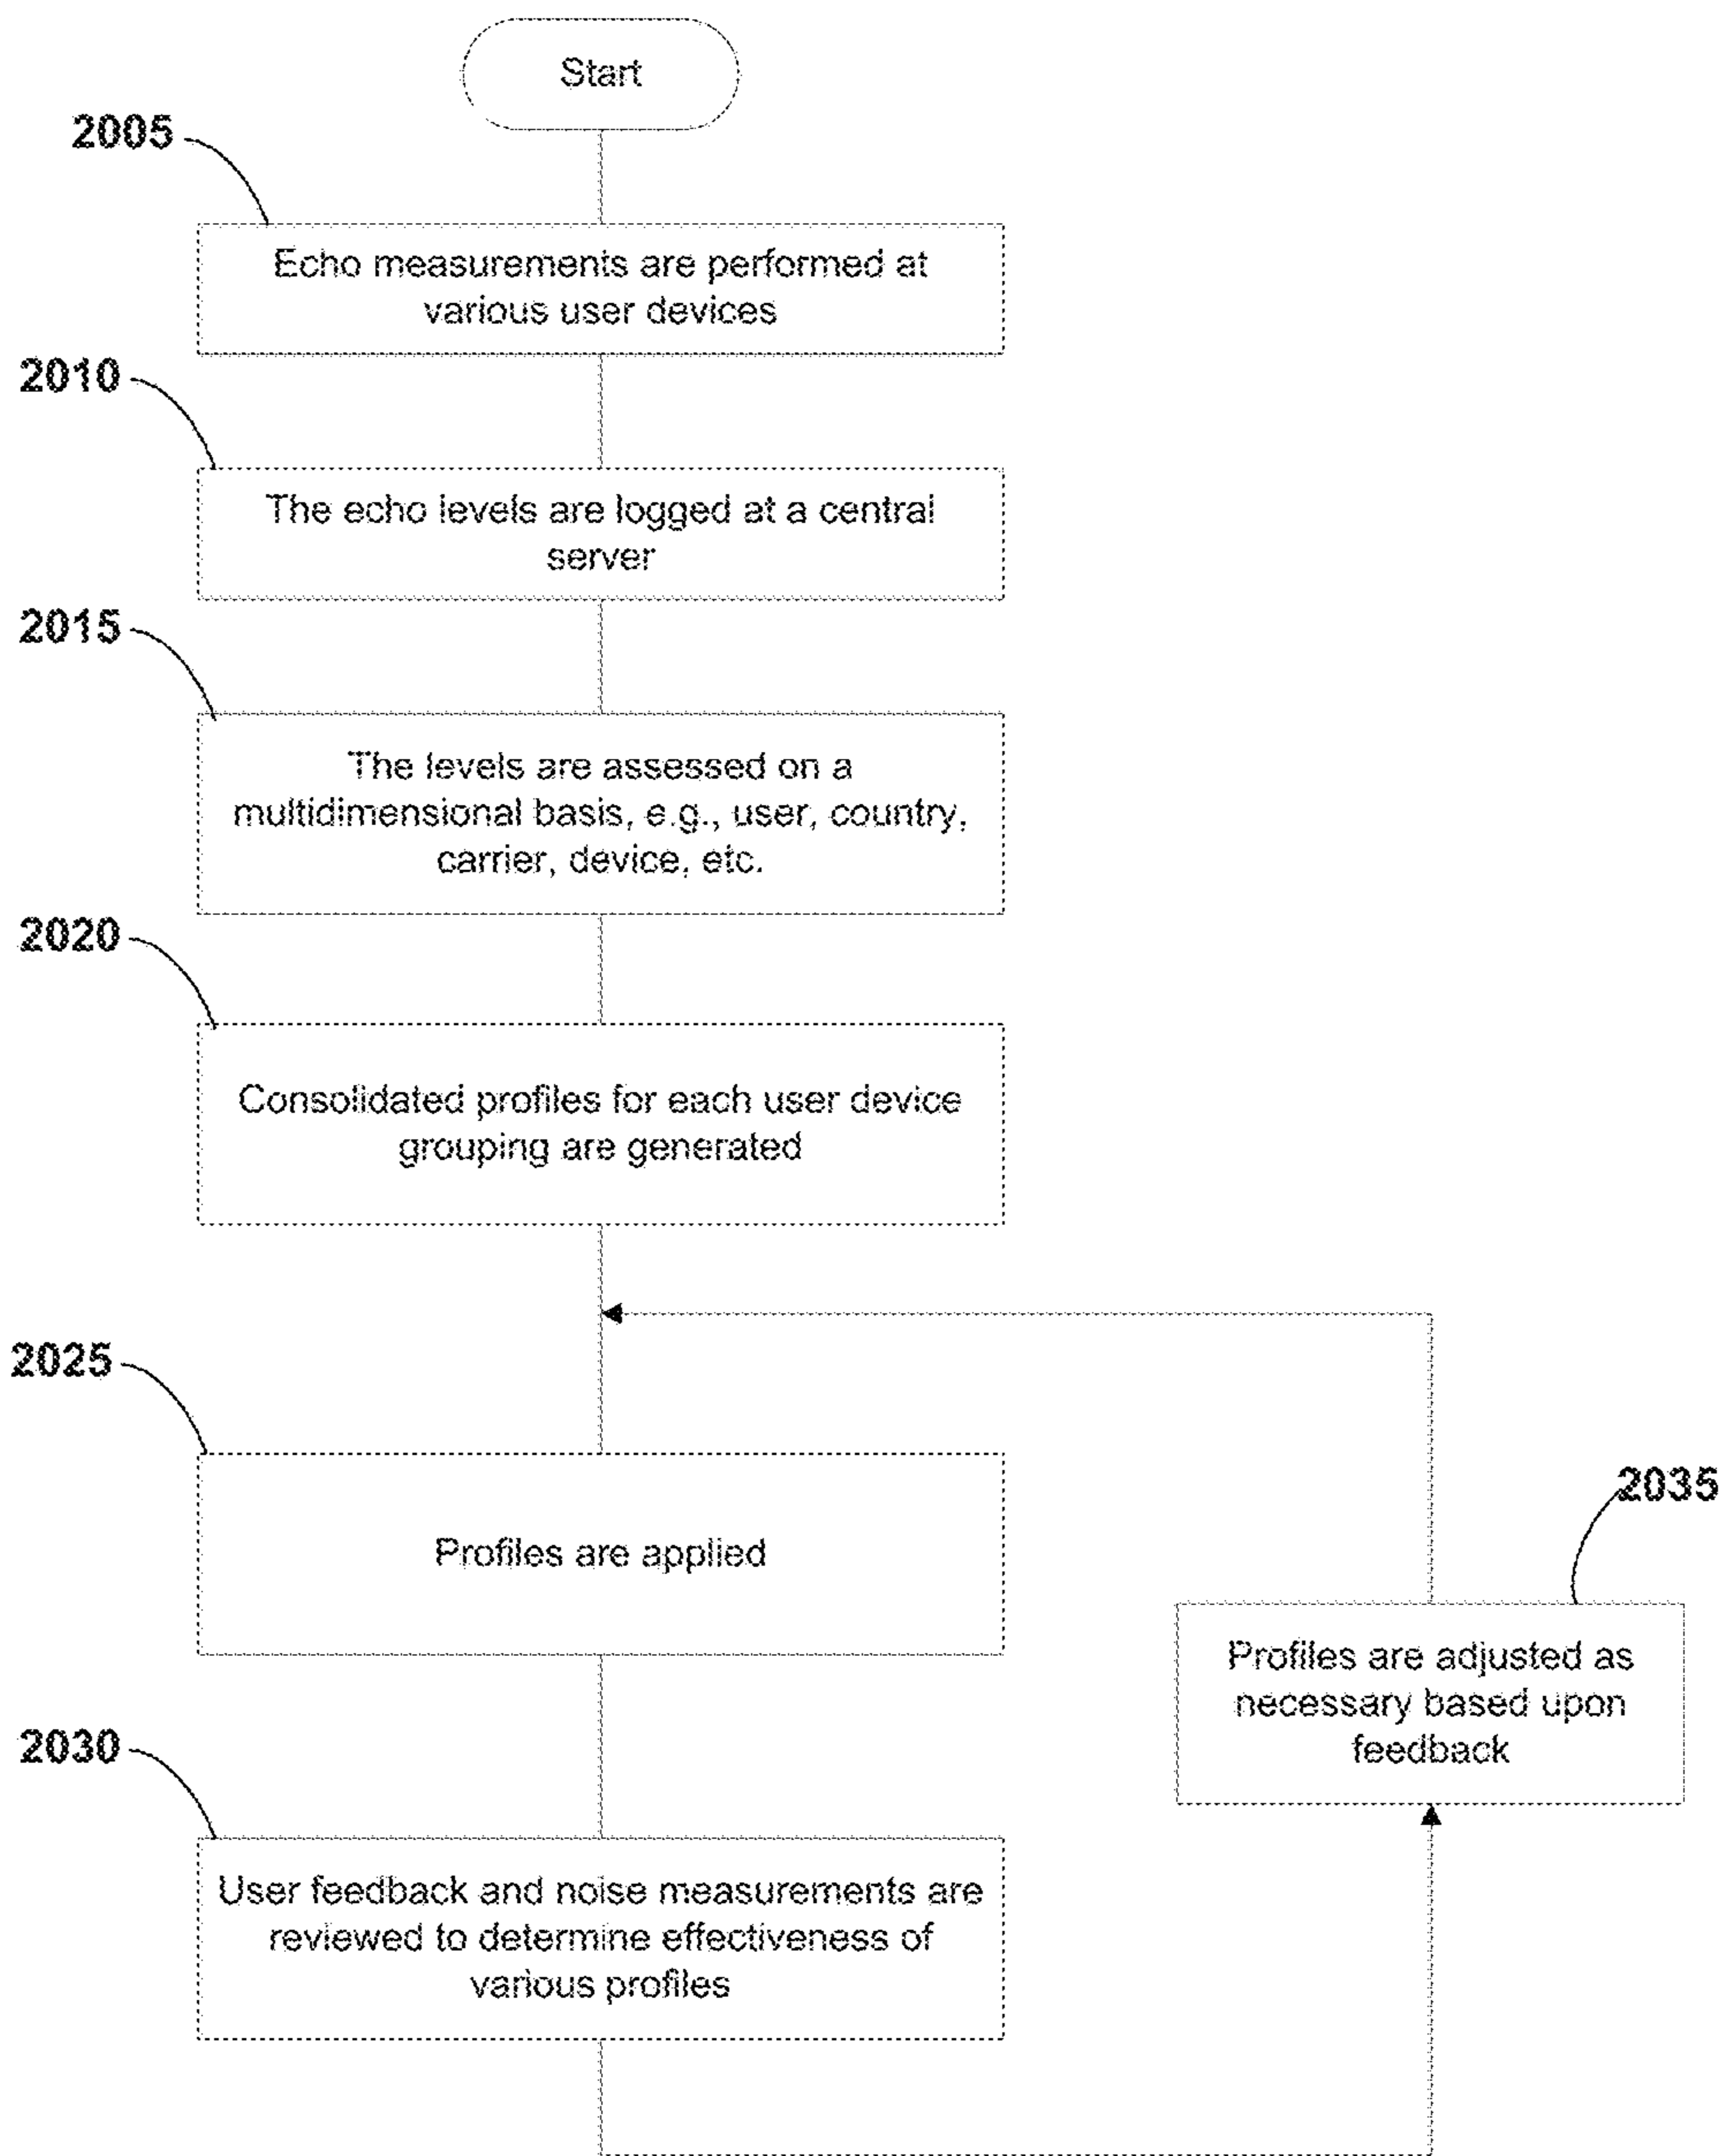 Start
2005
Echo measurements are performed at
various user devices
2010
The echo levels are logged at a central
server
2015
The levels are assessed on a
multidimensional basis, e.g., user, country,
carrier, device, etc.
2020
Consolidated profiles for each user device
grouping are generated
2025
Profiles are applied
2035
Profiles are adjusted as
necessary based upon
feedback
2030
User feedback and noise measurements are
reviewed to determine effectiveness of
various profiles